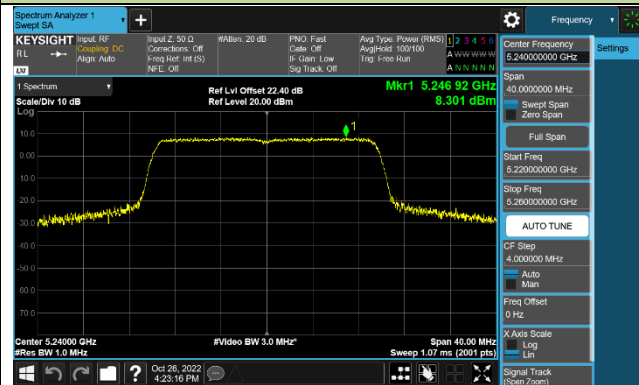 Spectrum Analyzer 1
Swept SA
Frequency
KEYSIGHT
RL
LXI
Input: RF
Coupling: DC
Align: Auto
Input Z: 50 Ω
Corrections: Off
Freq Ref: Int (S)
NFE: Off
#Atten: 20 dB
PNO: Fast
Gate: Off
IF Gain: Low
Sig Track: Off
Avg Type: Power (RMS)
Avg|Hold: 100/100
Trig: Free Run
1 2 3 4 5 6
A W W W W W
A N N N N N
1 Spectrum
Scale/Div 10 dB
Log
Ref Lvl Offset 22.40 dB
Ref Level 20.00 dBm
Mkr1 5.246 92 GHz
8.301 dBm
1
10.0
0.00
-10.0
-20.0
-30.0
-40.0
-50.0
-60.0
-70.0
Center 5.24000 GHz
#Res BW 1.0 MHz
#Video BW 3.0 MHz*
Span 40.00 MHz
Sweep 1.07 ms (2001 pts)
Center Frequency
5.240000000 GHz
Settings
Span
40.0000000 MHz
Swept Span
Zero Span
Full Span
Start Freq
5.220000000 GHz
Stop Freq
5.260000000 GHz
AUTO TUNE
CF Step
4.000000 MHz
Auto
Man
Freq Offset
0 Hz
X Axis Scale
Log
Lin
Signal Track
(Span Zoom)
?
Oct 26, 2022
4:23:16 PM